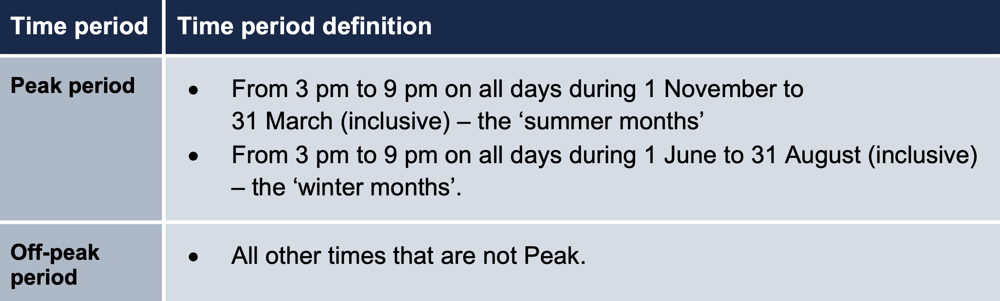 Time period
Time period definition
Peak period
• From 3 pm to 9 pm on all days during 1 November to
31 March (inclusive) – the ‘summer months’
• From 3 pm to 9 pm on all days during 1 June to 31 August (inclusive)
– the ‘winter months’.
Off-peak
period
• All other times that are not Peak.